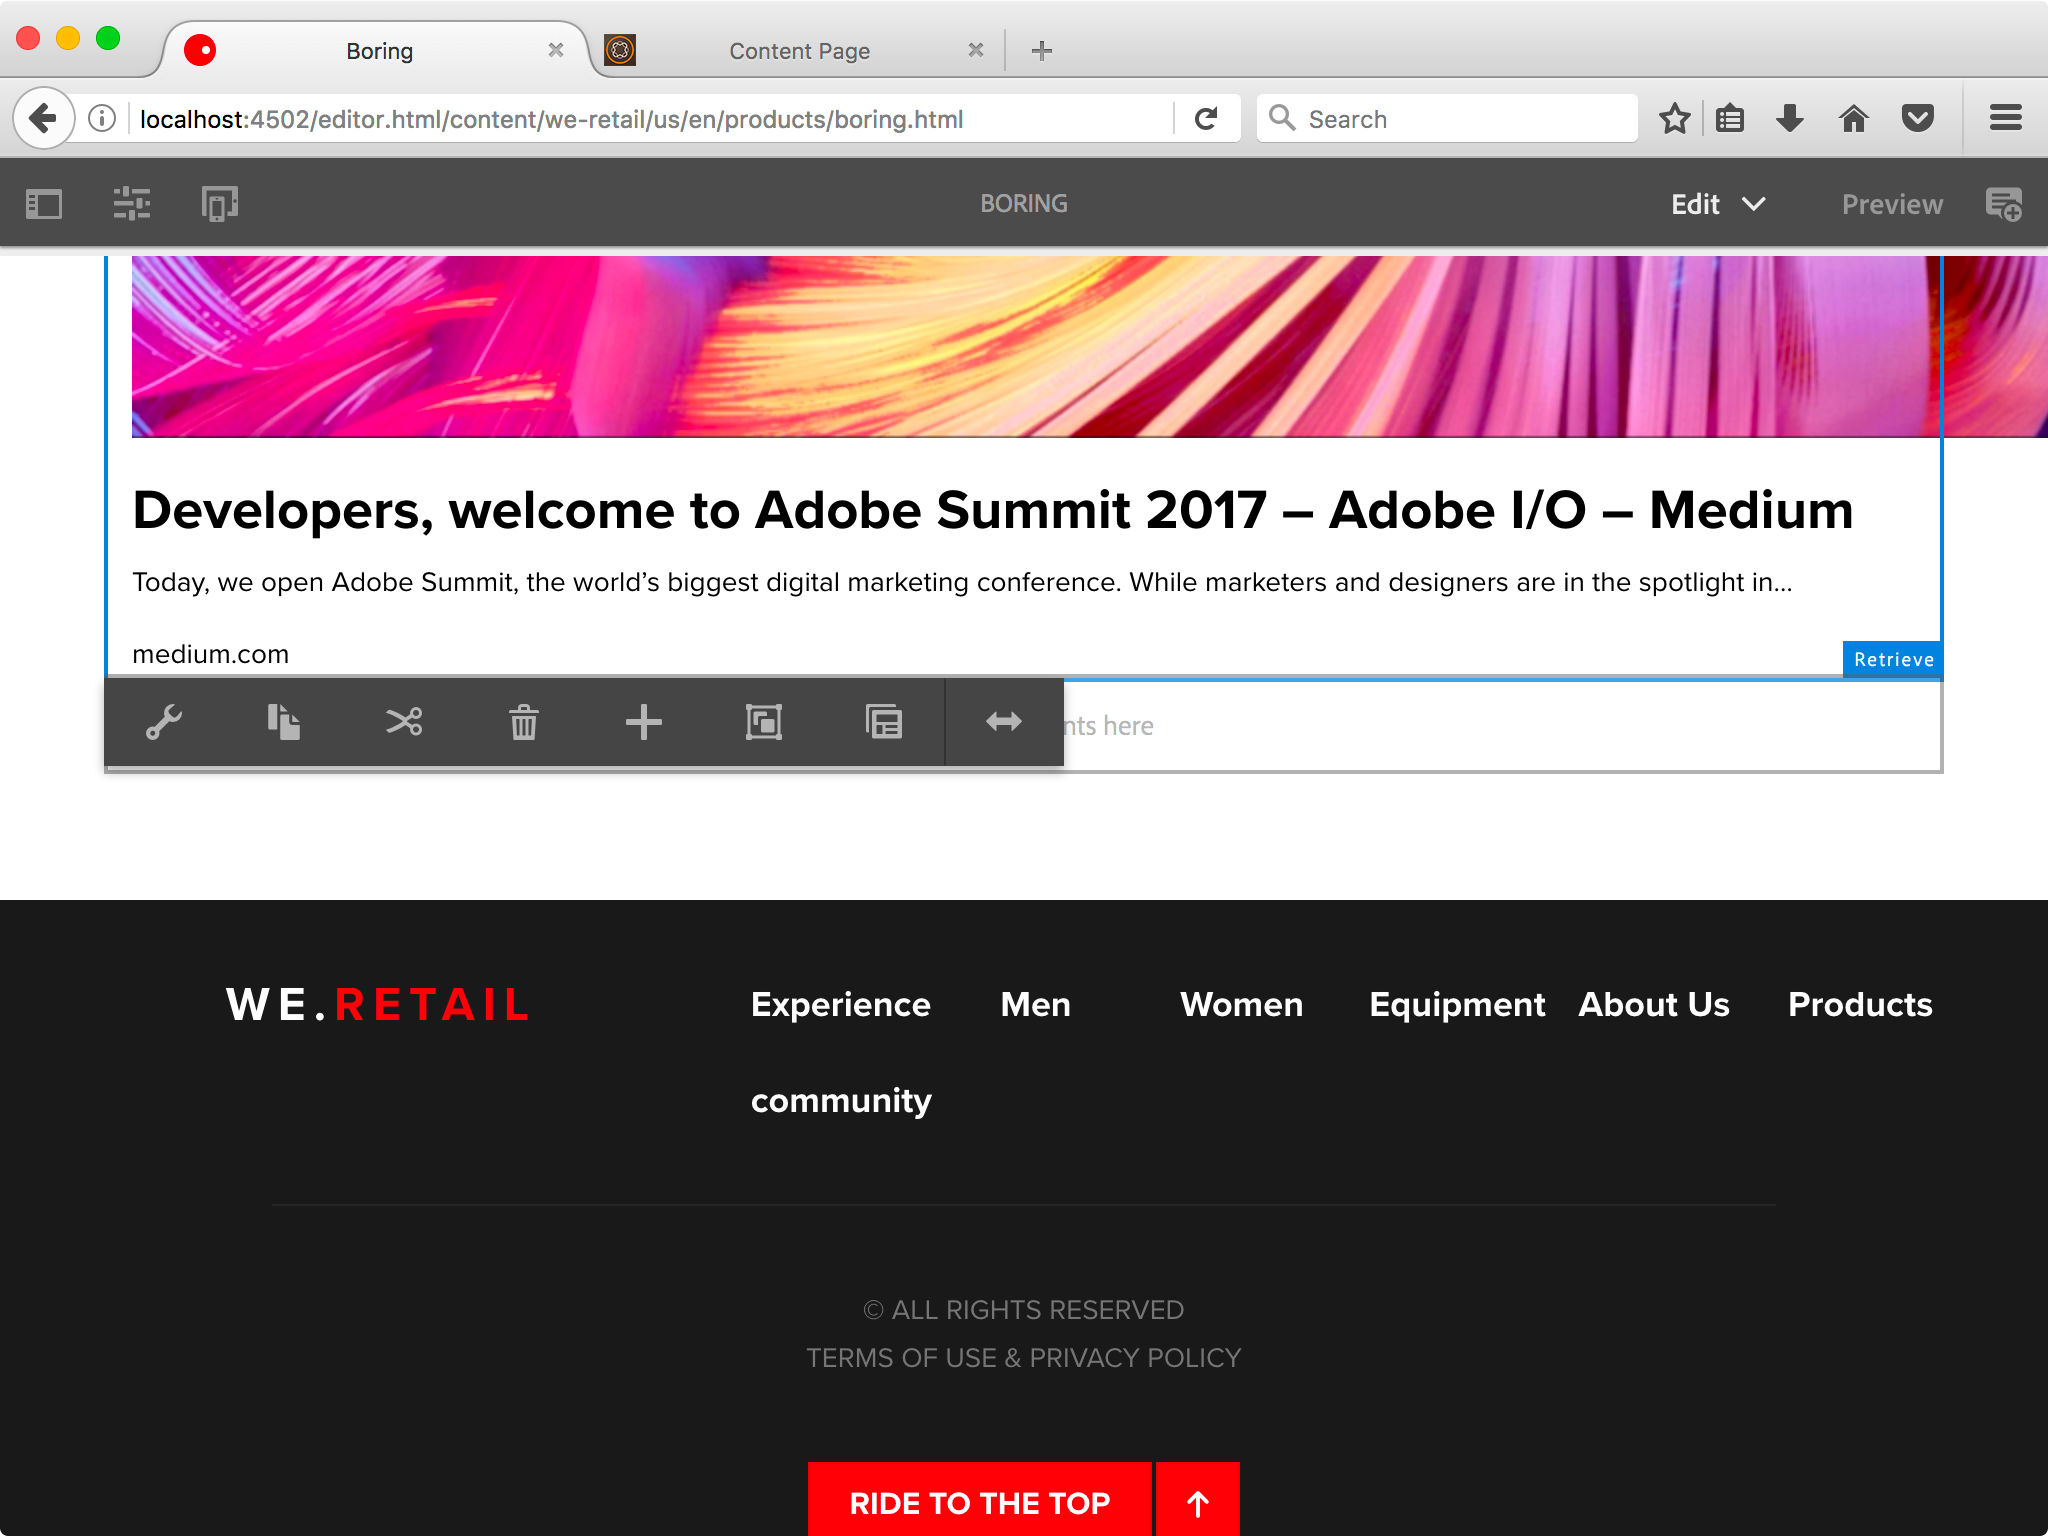 Boring
Content Page
localhost:4502/editor.html/content/we-retail/us/en/products/boring.html
Search
BORING
Edit
Preview
Developers, welcome to Adobe Summit 2017 – Adobe I/O – Medium
Today, we open Adobe Summit, the world’s biggest digital marketing conference. While marketers and designers are in the spotlight in…
medium.com
Retrieve
nts here
WE.RETAIL
Experience Men Women Equipment About Us Products
community
© ALL RIGHTS RESERVED
TERMS OF USE & PRIVACY POLICY
RIDE TO THE TOP